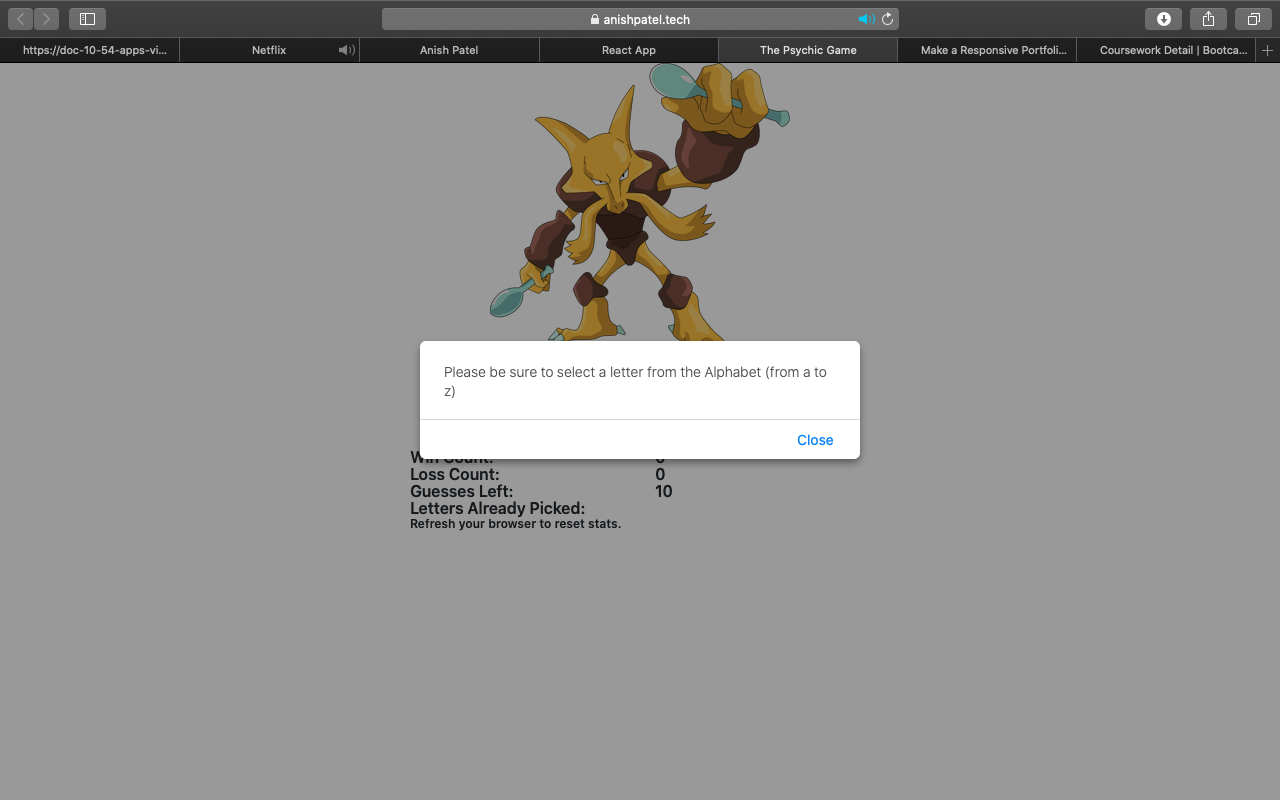 anishpatel.tech
https://doc-10-54-apps-vi...
Netflix
Anish Patel
React App
The Psychic Game
Make a Responsive Portfoli...
Coursework Detail | Bootca...
Please be sure to select a letter from the Alphabet (from a to
z)
Close
Win Count: 0
Loss Count: 0
Guesses Left: 10
Letters Already Picked:
Refresh your browser to reset stats.